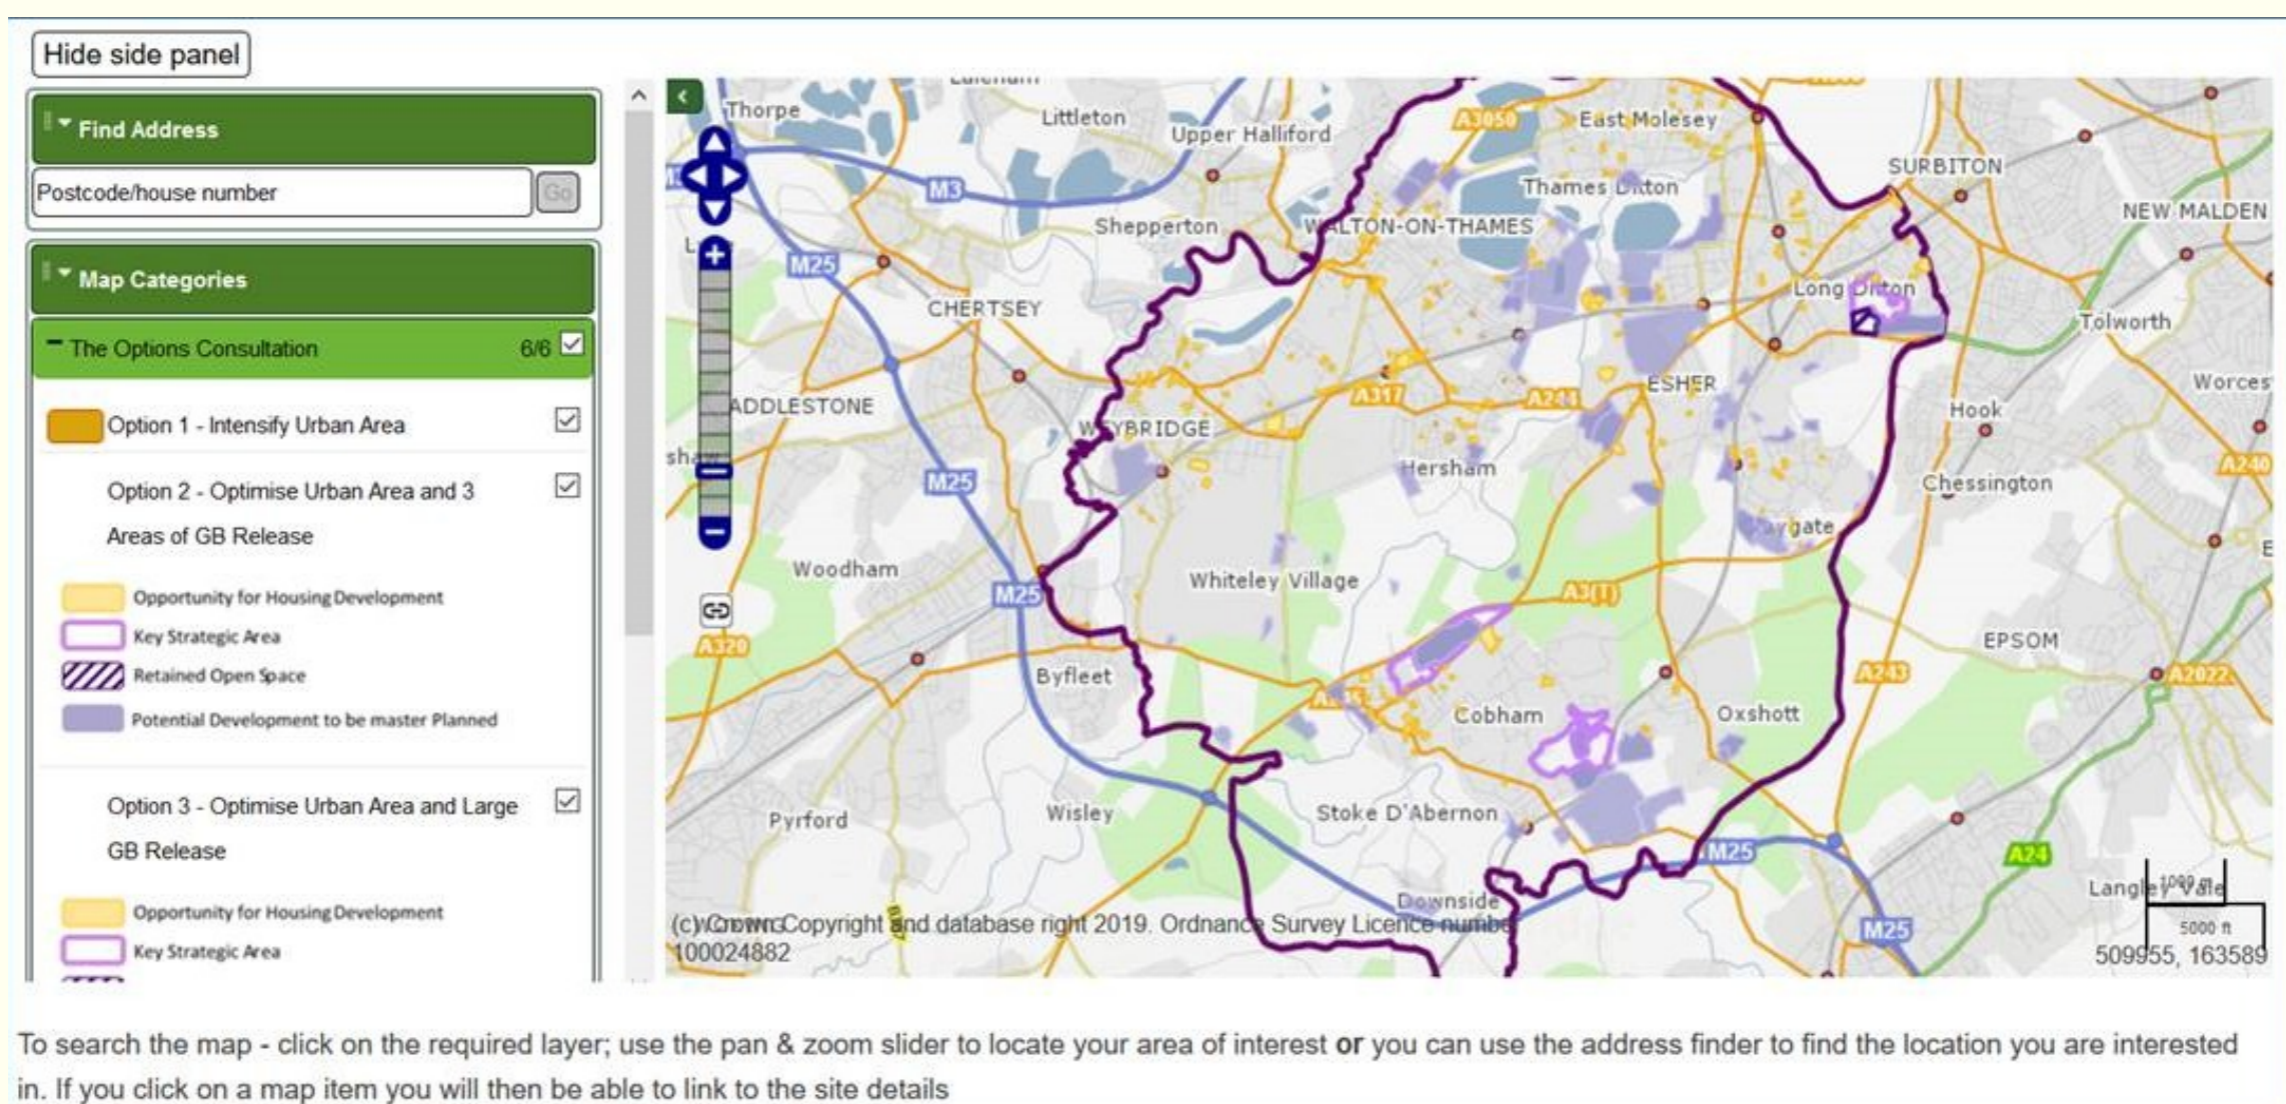 Hide side panel
Find Address
Postcode/house number
Go
Map Categories
The Options Consultation 6/6
Option 1 - Intensify Urban Area
Option 2 - Optimise Urban Area and 3
Areas of GB Release
Opportunity for Housing Development
Key Strategic Area
Retained Open Space
Potential Development to be master Planned
Option 3 - Optimise Urban Area and Large
GB Release
Opportunity for Housing Development
Key Strategic Area
Thorpe
Littleton
Upper Halliford
A3050
East Molesey
SURBITON
M3
Thames Ditton
NEW MALDEN
Shepperton
WALTON-ON-THAMES
M25
Long Ditton
CHERTSEY
Tolworth
ADDLESTONE
A317
A244
ESHER
Hook
WEYBRIDGE
Hersham
A240
M25
Chessington
Woodham
Whiteley Village
M25
A3(T)
A320
EPSOM
Byfleet
A243
A2022
Cobham
Oxshott
Pyrford
Wisley
Stoke D'Abernon
M25
A24
Langley Vale
1000 m
Downside
(c) Crown Copyright and database right 2019. Ordnance Survey Licence number
100024882
M25
5000 ft
509955, 163589
To search the map - click on the required layer; use the pan & zoom slider to locate your area of interest or you can use the address finder to find the location you are interested
in. If you click on a map item you will then be able to link to the site details